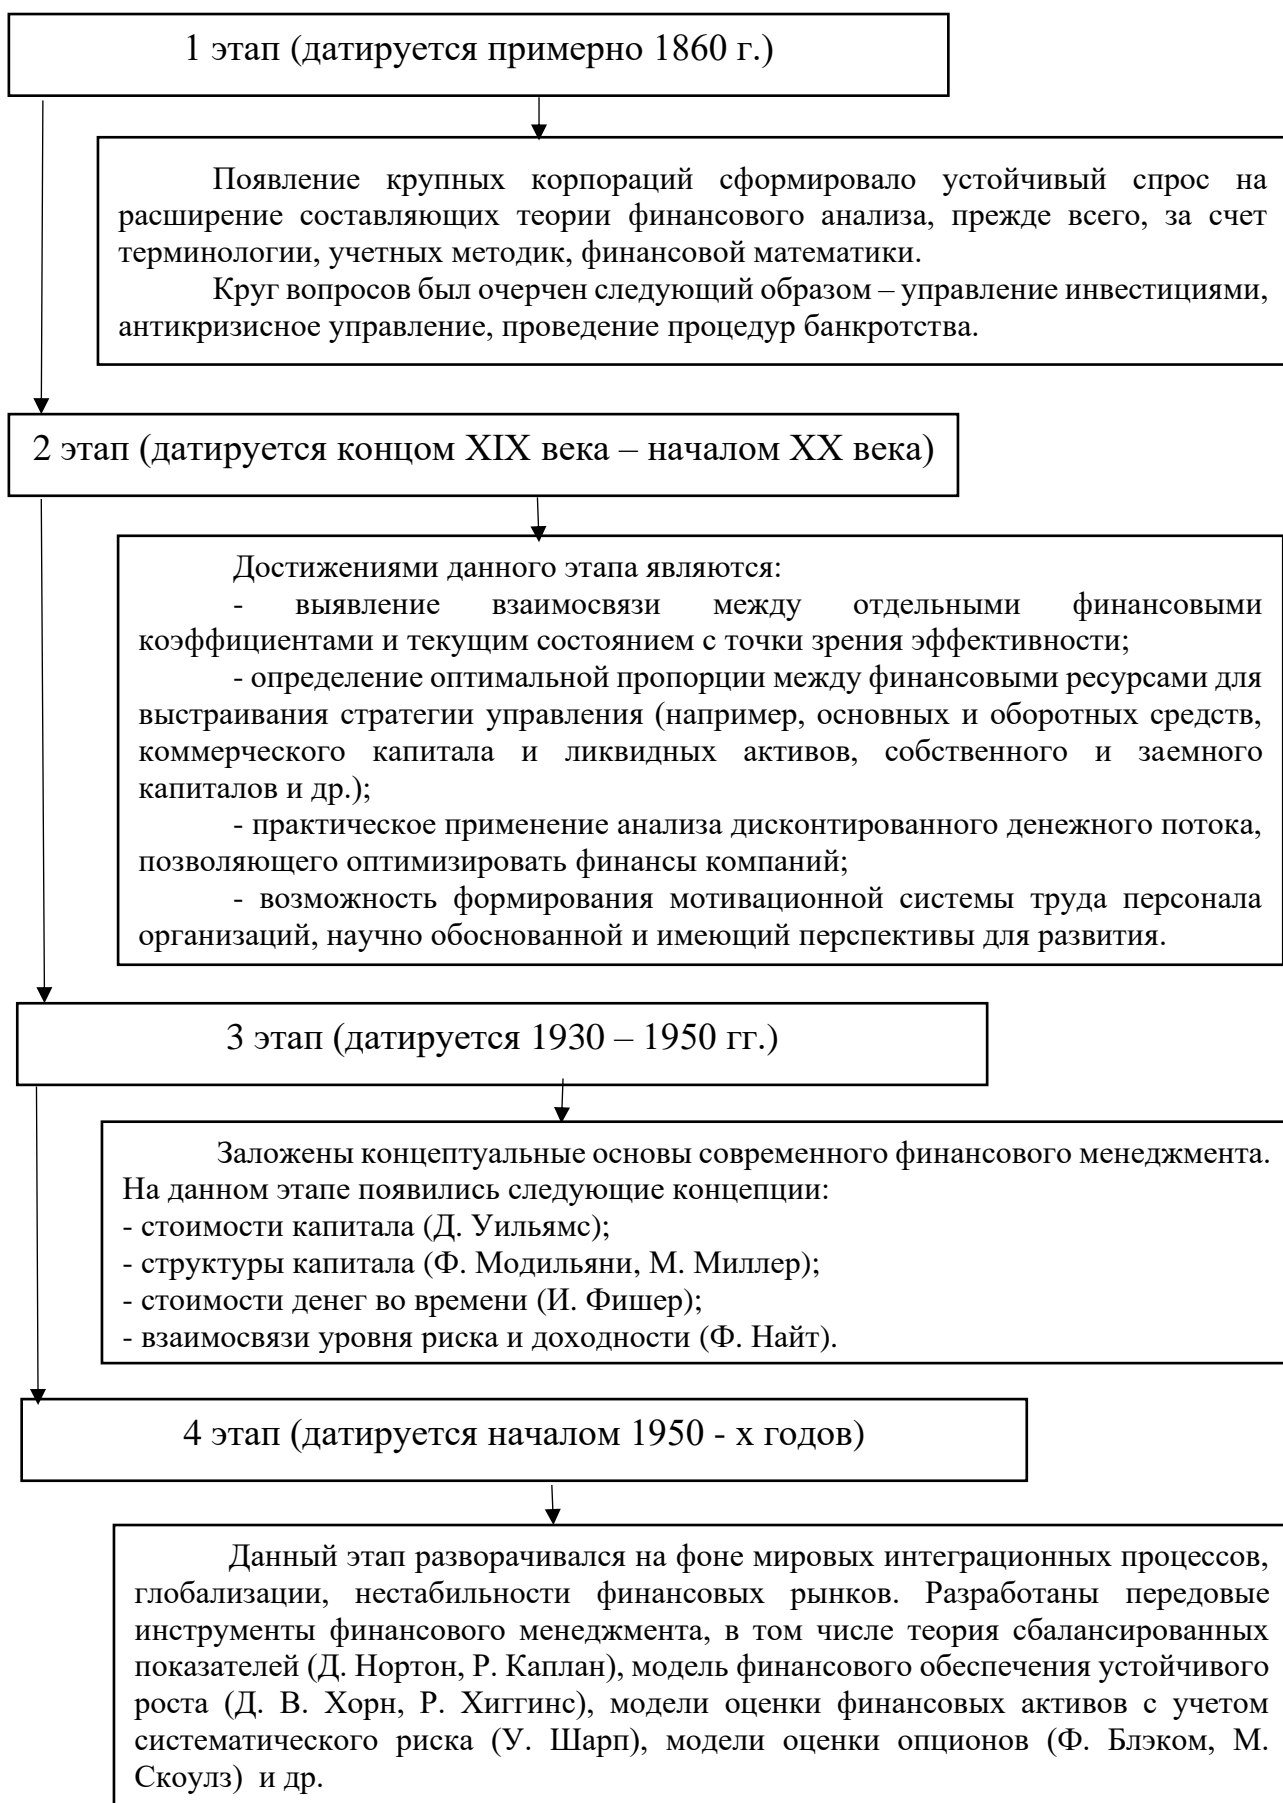 1 этап (датируется примерно 1860 г.)
Появление крупных корпораций сформировало устойчивый спрос на
расширение составляющих теории финансового анализа, прежде всего, за счет
терминологии, учетных методик, финансовой математики.
Круг вопросов был очерчен следующий образом – управление инвестициями,
антикризисное управление, проведение процедур банкротства.
2 этап (датируется концом XIX века – началом XX века)
Достижениями данного этапа являются:
- выявление взаимосвязи между отдельными финансовыми
коэффициентами и текущим состоянием с точки зрения эффективности;
- определение оптимальной пропорции между финансовыми ресурсами для
выстраивания стратегии управления (например, основных и оборотных средств,
коммерческого капитала и ликвидных активов, собственного и заемного
капиталов и др.);
- практическое применение анализа дисконтированного денежного потока,
позволяющего оптимизировать финансы компаний;
- возможность формирования мотивационной системы труда персонала
организаций, научно обоснованной и имеющий перспективы для развития.
3 этап (датируется 1930 – 1950 гг.)
Заложены концептуальные основы современного финансового менеджмента.
На данном этапе появились следующие концепции:
- стоимости капитала (Д. Уильямс);
- структуры капитала (Ф. Модильяни, М. Миллер);
- стоимости денег во времени (И. Фишер);
- взаимосвязи уровня риска и доходности (Ф. Найт).
4 этап (датируется началом 1950 - х годов)
Данный этап разворачивался на фоне мировых интеграционных процессов,
глобализации, нестабильности финансовых рынков. Разработаны передовые
инструменты финансового менеджмента, в том числе теория сбалансированных
показателей (Д. Нортон, Р. Каплан), модель финансового обеспечения устойчивого
роста (Д. В. Хорн, Р. Хиггинс), модели оценки финансовых активов с учетом
систематического риска (У. Шарп), модели оценки опционов (Ф. Блэком, М.
Скоулз) и др.